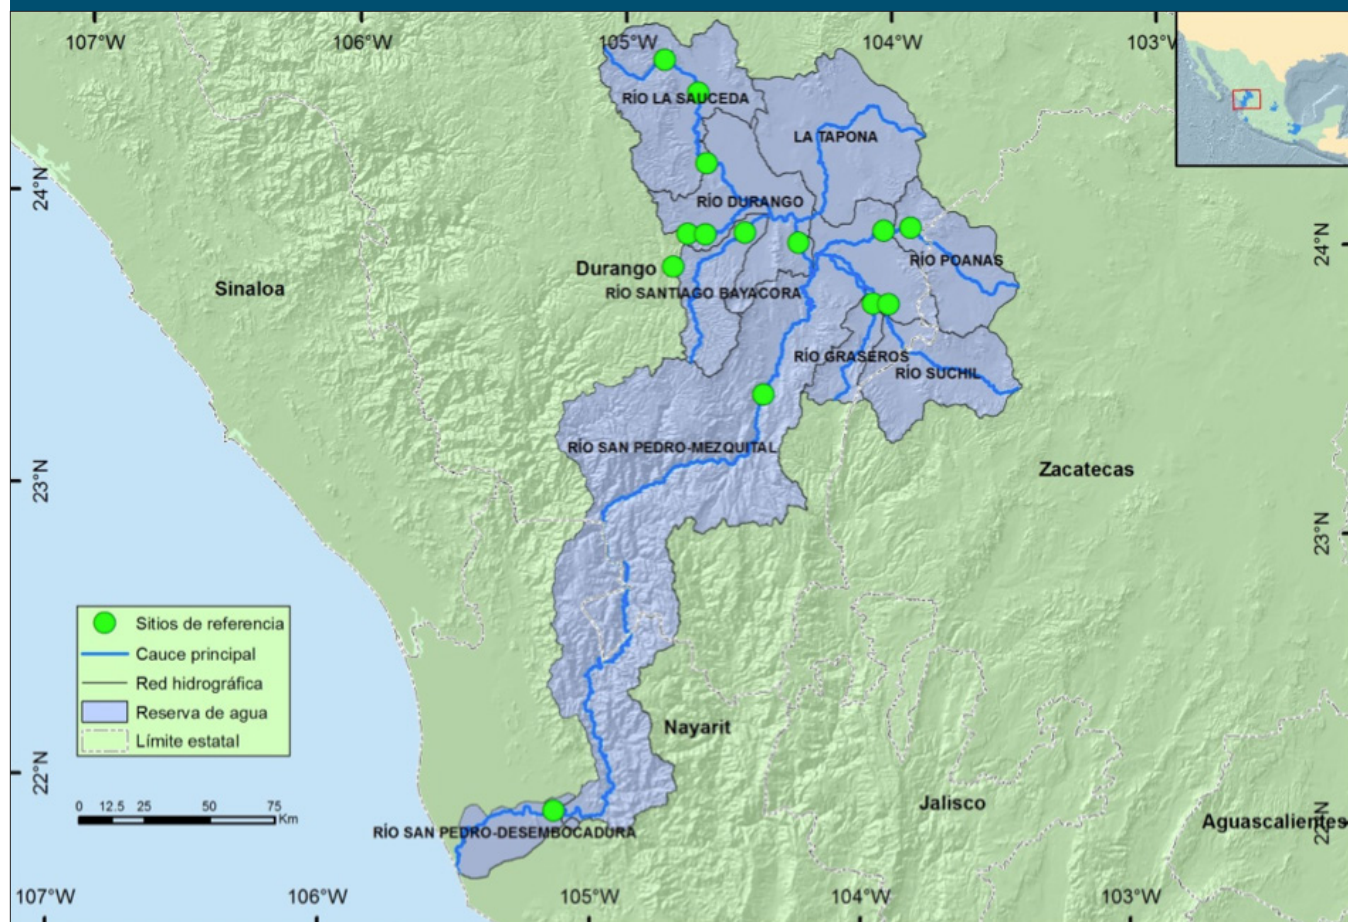 107°W 106°W 105°W 104°W 103°W
RÍO LA SAUCEDA
LA TAPONA
24°N
RÍO DURANGO
24°N
RÍO POANAS
Durango
Sinaloa
RÍO SANTIAGO BAYACORA
RÍO GRASEROS
RÍO SUCHIL
RÍO SAN PEDRO-MEZQUITAL
Zacatecas
23°N
23°N
Sitios de referencia
Cauce principal
Red hidrográfica
Reserva de agua
Límite estatal
Nayarit
22°N
0 12.5 25 50 75
Km
Jalisco
Aguascalientes
22°N
RÍO SAN PEDRO-DESEMBOCADURA
107°W 106°W 105°W 104°W 103°W